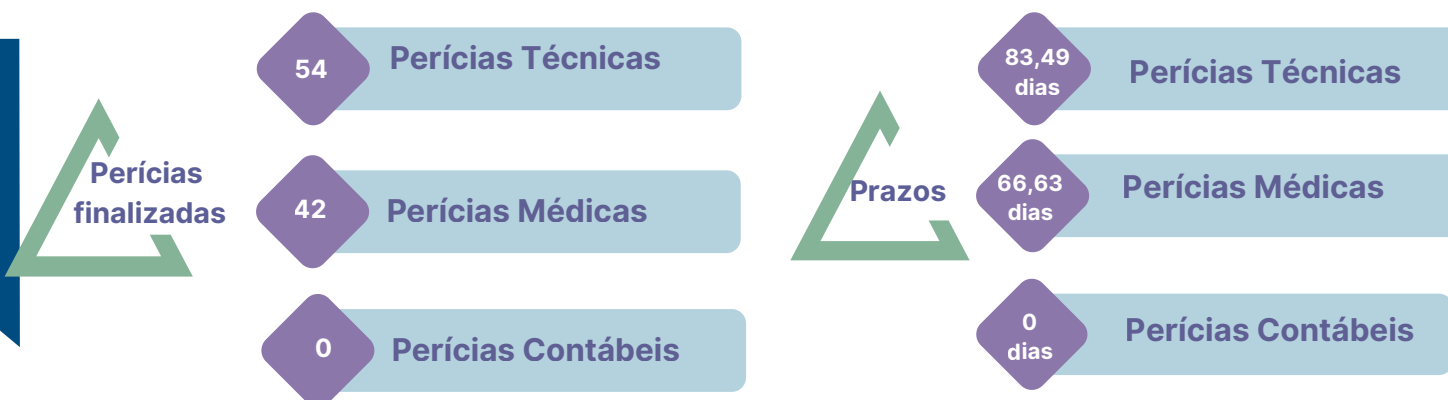 Perícias
finalizadas
54
Perícias Técnicas
42
Perícias Médicas
0
Perícias Contábeis
Prazos
83,49
dias
Perícias Técnicas
66,63
dias
Perícias Médicas
0
dias
Perícias Contábeis